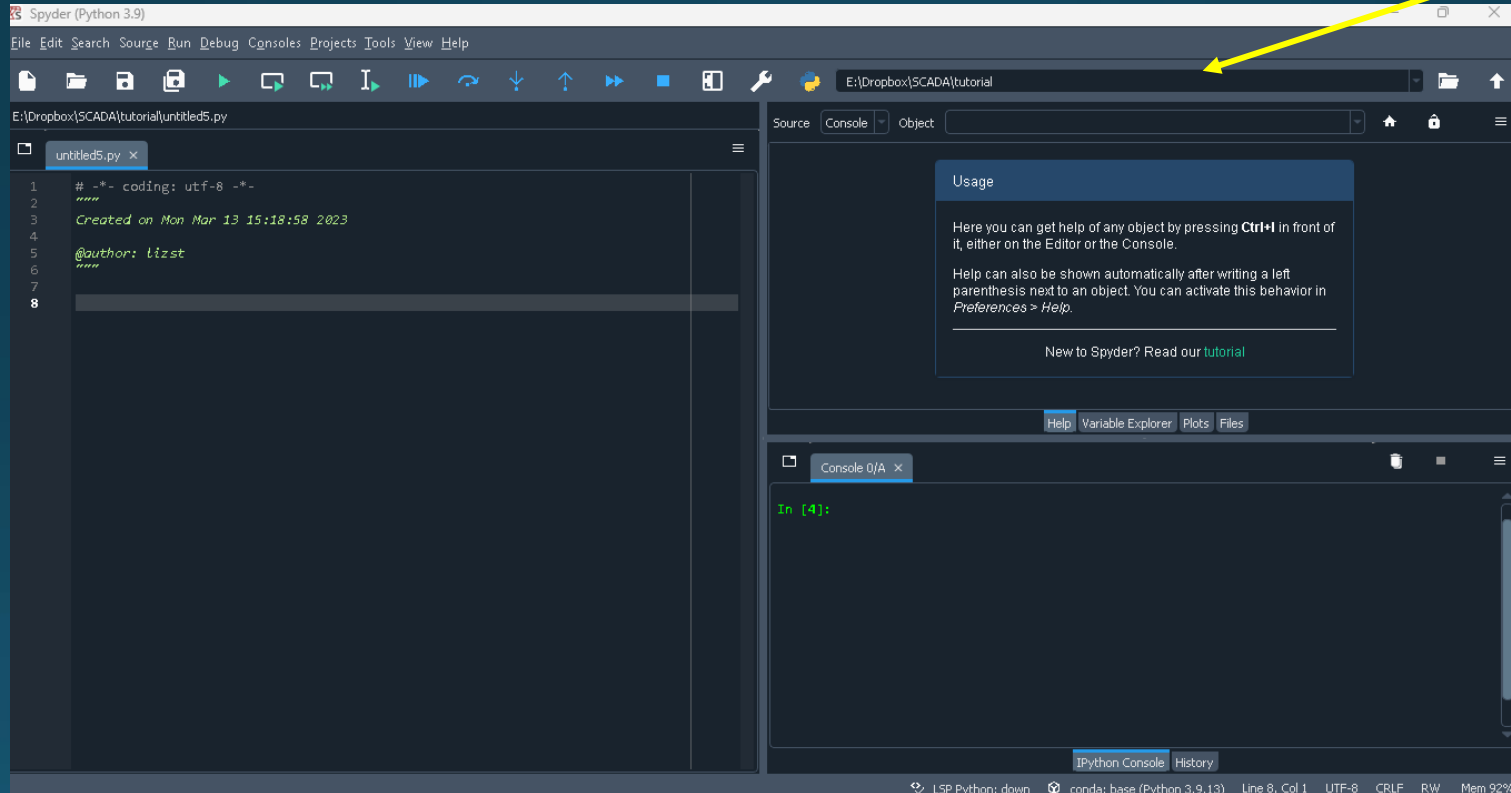 Spyder (Python 3.9)
File Edit Search Source Run Debug Consoles Projects Tools View Help
E:\Dropbox\SCADA\tutorial
E:\Dropbox\SCADA\tutorial\untitled5.py
Source Console Object
untitled5.py
1 # -*- coding: utf-8 -*-
2 """
3 Created on Mon Mar 13 15:18:58 2023
4
5 @author: lizst
6 """
7
8
Usage
Here you can get help of any object by pressing Ctrl+I in front of
it, either on the Editor or the Console.
Help can also be shown automatically after writing a left
parenthesis next to an object. You can activate this behavior in
Preferences > Help.
New to Spyder? Read our tutorial
Help Variable Explorer Plots Files
Console 0/A
In [4]:
IPython Console History
LSP Python: down conda: base (Python 3.9.13) Line 8, Col 1 UTF-8 CRLF RW Mem 92%